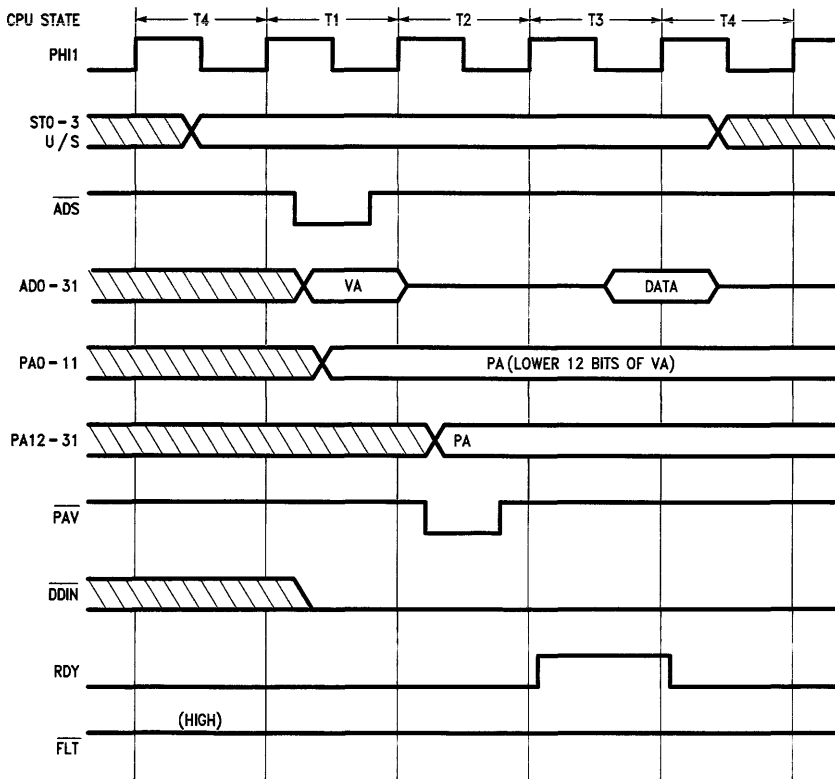 CPU STATE T4 T1 T2 T3 T4
PHI1
ST0-3
U/S
ADS
AD0-31 VA DATA
PA0-11 PA (LOWER 12 BITS OF VA)
PA12-31 PA
PAV
DDIN
RDY
(HIGH)
FLT